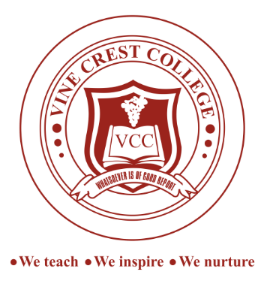 VINE CREST COLLEGE
VCC
WHATSOEVER IS OF GOOD REPORT
•We teach •We inspire •We nurture